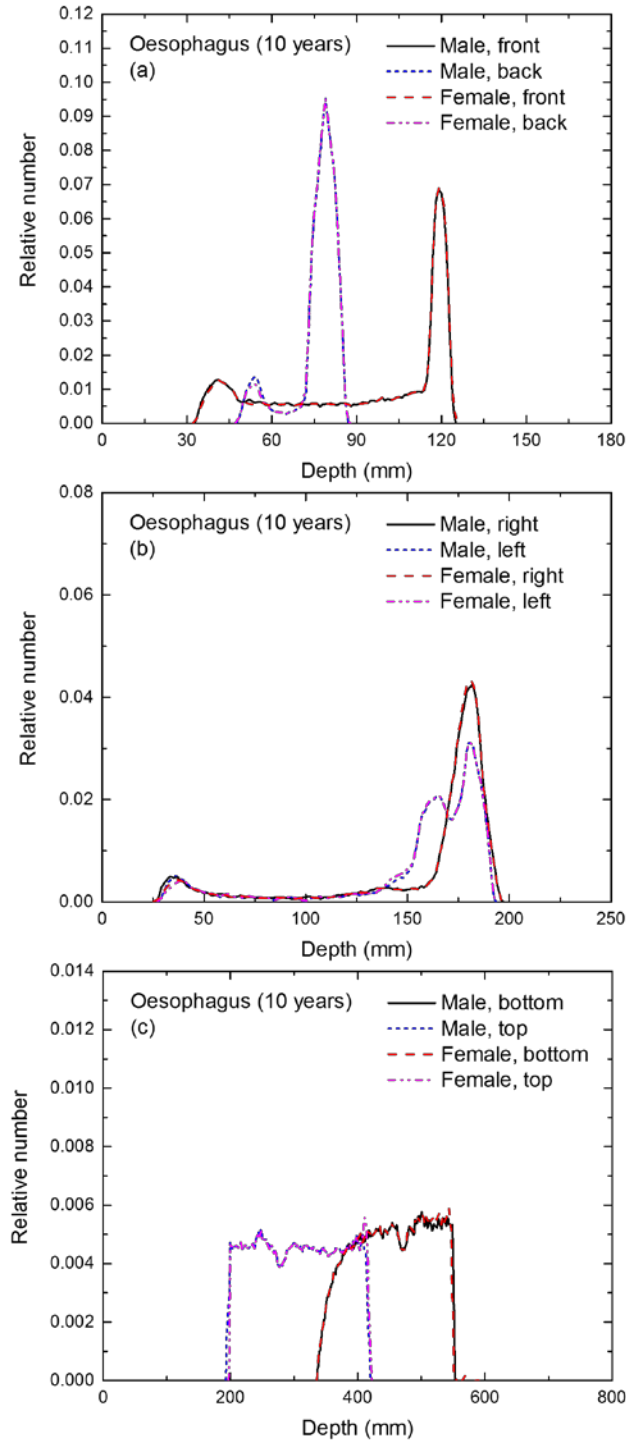 Oesophagus (10 years)
(a)
Male, front
Male, back
Female, front
Female, back
0.12
0.11
0.10
0.09
0.08
0.07
0.06
0.05
0.04
0.03
0.02
0.01
0.00
Relative number
0 30 60 90 120 150 180
Depth (mm)
Oesophagus (10 years)
(b)
Male, right
Male, left
Female, right
Female, left
0.08
0.06
0.04
0.02
0.00
Relative number
0 50 100 150 200 250
Depth (mm)
Oesophagus (10 years)
(c)
Male, bottom
Male, top
Female, bottom
Female, top
0.014
0.012
0.010
0.008
0.006
0.004
0.002
0.000
Relative number
0 200 400 600 800
Depth (mm)